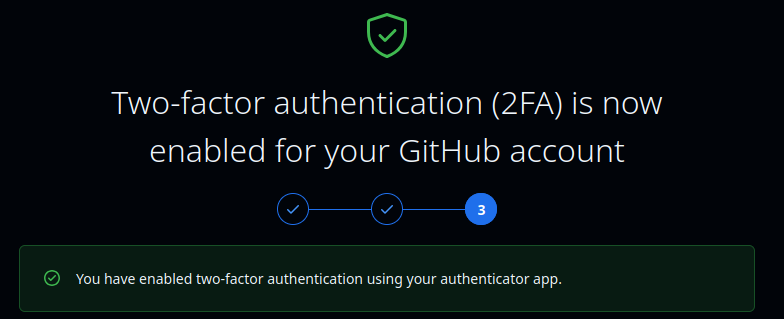 Two-factor authentication (2FA) is now
enabled for your GitHub account
3
You have enabled two-factor authentication using your authenticator app.